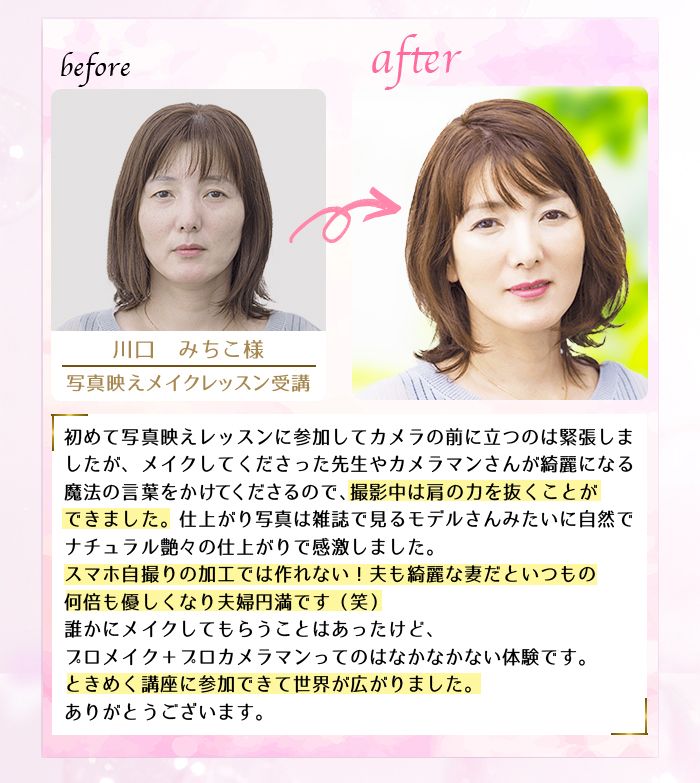 before
after
川口　みちこ様
写真映えメイクレッスン受講
初めて写真映えレッスンに参加してカメラの前に立つのは緊張しま
したが、メイクしてくださった先生やカメラマンさんが綺麗になる
魔法の言葉をかけてくださるので、撮影中は肩の力を抜くことが
できました。仕上がり写真は雑誌で見るモデルさんみたいに自然で
ナチュラル艶々の仕上がりで感激しました。
スマホ自撮りの加工では作れない！夫も綺麗な妻だといつもの
何倍も優しくなり夫婦円満です（笑）
誰かにメイクしてもらうことはあったけど、
プロメイク＋プロカメラマンってのはなかなかない体験です。
ときめく講座に参加できて世界が広がりました。
ありがとうございます。